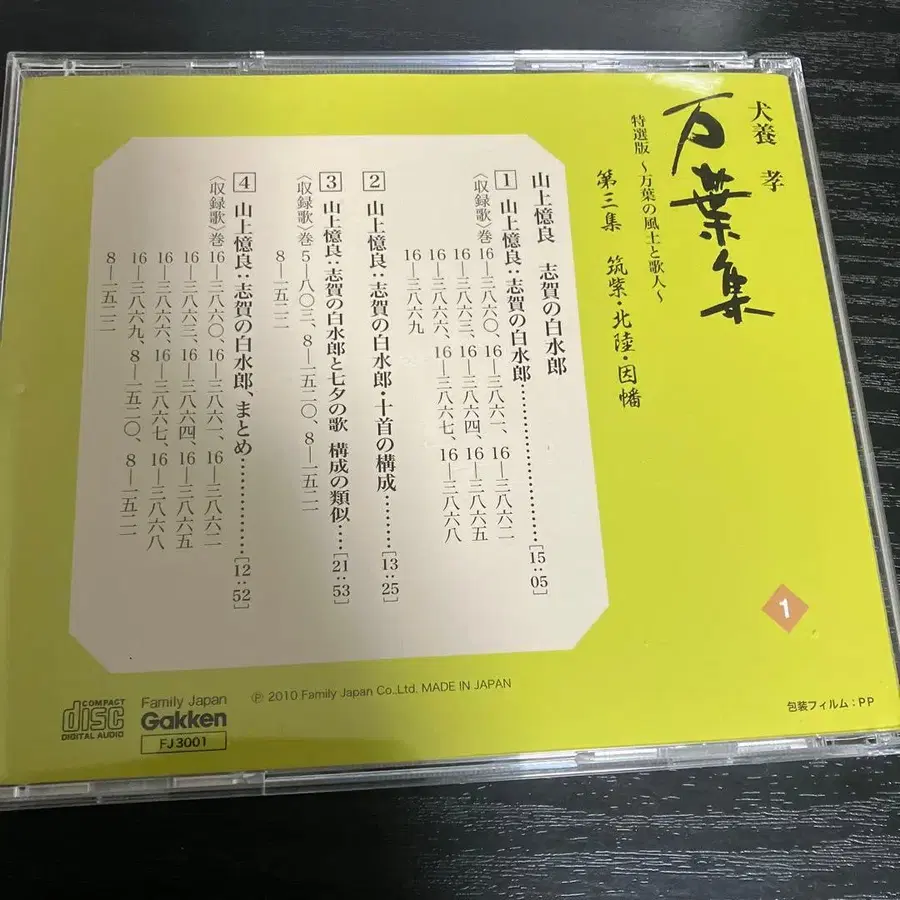 犬養 孝
万葉集
特選版 ～万葉の風土と歌人～
第三集 筑紫・北陸・因幡
山上憶良 志賀の白水郎
1 山上憶良：志賀の白水郎…………………[15：05]
〈収録歌〉巻16―三八六〇、16―三八六一、16―三八六二
16―三八六三、16―三八六四、16―三八六五
16―三八六六、16―三八六七、16―三八六八
16―三八六九
2 山上憶良：志賀の白水郎・十首の構成………[13：25]
3 山上憶良：志賀の白水郎と七夕の歌 構成の類似‥‥[21：53]
〈収録歌〉巻5―八〇三、8―一五二〇、8―一五二一
8―一五二二
4 山上憶良：志賀の白水郎、まとめ…………[12：52]
〈収録歌〉巻16―三八六〇、16―三八六一、16―三八六二
16―三八六三、16―三八六四、16―三八六五
16―三八六六、16―三八六七、16―三八六八
16―三八六九、8―一五二〇、8―一五二一
8―一五二二
1
COMPACT
disc
DIGITAL AUDIO
Family Japan
Gakken
FJ3001
Ⓟ 2010 Family Japan Co.,Ltd. MADE IN JAPAN
包装フィルム：PP